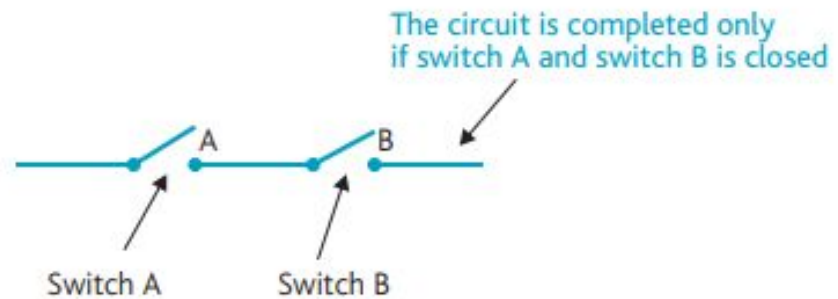 The circuit is completed only
if switch A and switch B is closed
A
B
Switch A
Switch B